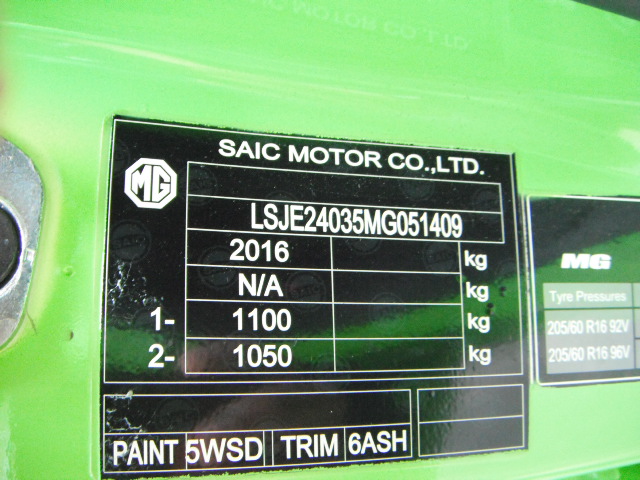 SAIC MOTOR CO.,LTD.
MG
LSJE24035MG051409
2016 kg
N/A kg
1- 1100 kg
2- 1050 kg
PAINT 5WSD TRIM 6ASH
MG
Tyre Pressures
205/60 R16 92V
205/60 R16 96V